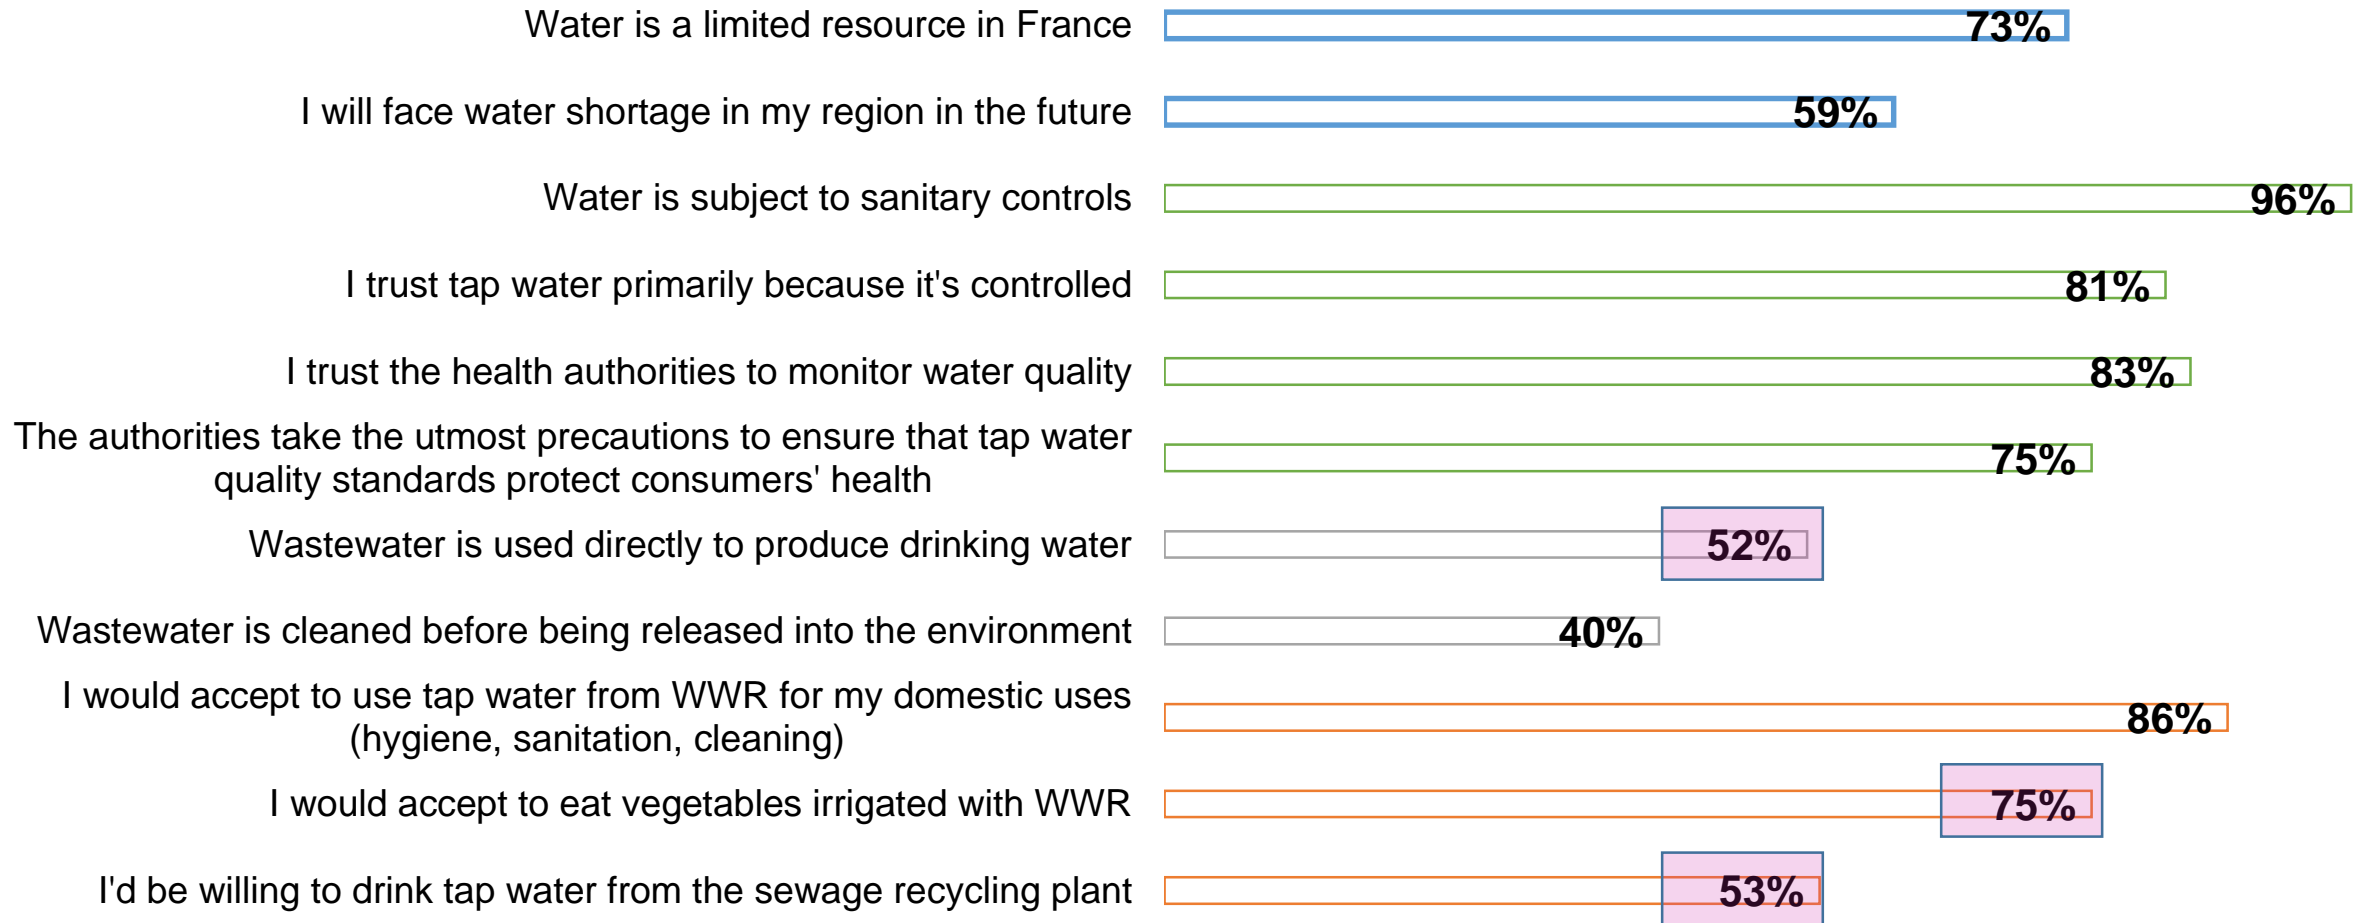 Water is a limited resource in France 73%
I will face water shortage in my region in the future 59%
Water is subject to sanitary controls 96%
I trust tap water primarily because it's controlled 81%
I trust the health authorities to monitor water quality 83%
The authorities take the utmost precautions to ensure that tap water
quality standards protect consumers' health 75%
Wastewater is used directly to produce drinking water 52%
Wastewater is cleaned before being released into the environment 40%
I would accept to use tap water from WWR for my domestic uses
(hygiene, sanitation, cleaning) 86%
I would accept to eat vegetables irrigated with WWR 75%
I'd be willing to drink tap water from the sewage recycling plant 53%